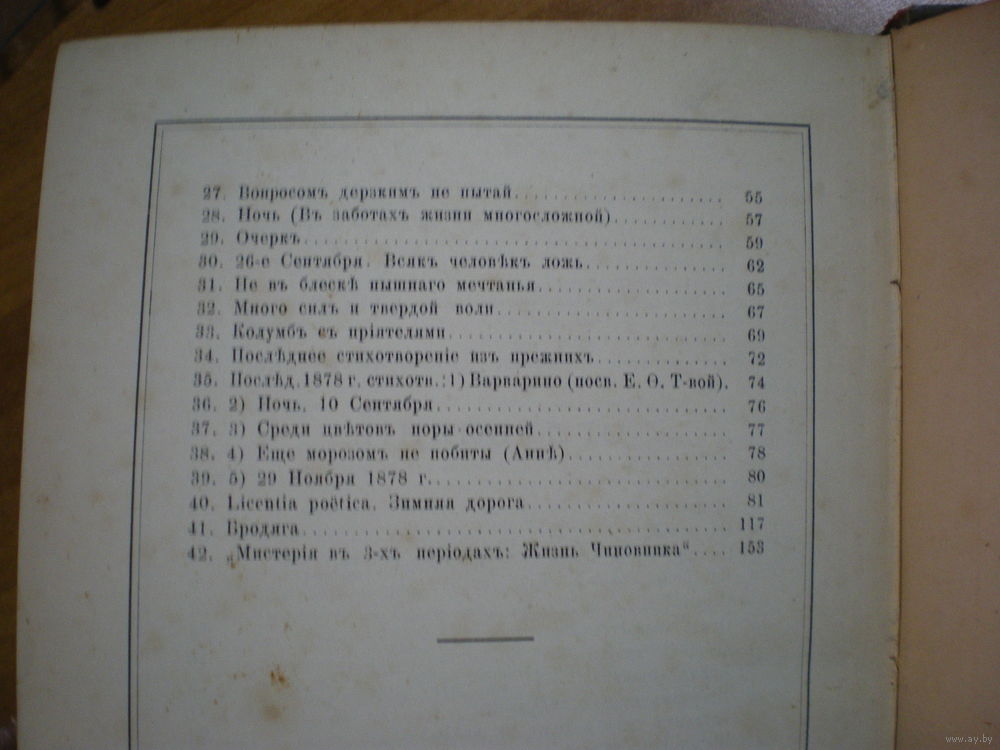 27. Вопросомъ дерзкимъ не пытай. . . . . . . . . . . . . . . . . . . . . 55
28. Ночь (Въ заботахъ жизни многосложной) . . . . . . . . . . . 57
29. Очеркъ . . . . . . . . . . . . . . . . . . . . . . . . . . . . . . . . . . . . . . . . . . 59
30. 26-е Сентября. Всякъ человѣкъ ложь. . . . . . . . . . . . . . 62
31. Не въ блескѣ пышнаго мечтанья. . . . . . . . . . . . . . . . . . . 65
32. Много силъ и твердой воли. . . . . . . . . . . . . . . . . . . . . . . . 67
33. Колумбъ съ пріятелями. . . . . . . . . . . . . . . . . . . . . . . . . . . . 69
34. Послѣднее стихотвореніе изъ прежнихъ. . . . . . . . . . . . . 72
35. Послѣд. 1878 г. стихотв.: 1) Варварино (посв. Е. Ѳ. Т-вой). 74
36. 2) Ночь. 10 Сентября. . . . . . . . . . . . . . . . . . . . . . . . . . . . . . 76
37. 3) Среди цвѣтовъ поры осенней. . . . . . . . . . . . . . . . . . . . 77
38. 4) Еще морозомъ не побиты (Аннѣ) . . . . . . . . . . . . . . . . 78
39. 5) 29 Ноября 1878 г. . . . . . . . . . . . . . . . . . . . . . . . . . . . . . . 80
40. Licentia poëtica. Зимняя дорога. . . . . . . . . . . . . . . . . . . . 81
41. Бродяга. . . . . . . . . . . . . . . . . . . . . . . . . . . . . . . . . . . . . . . . . . 117
42. „Мистерія въ 3-хъ періодахъ: Жизнь Чиновника“ . . . . 153
www.ay.by